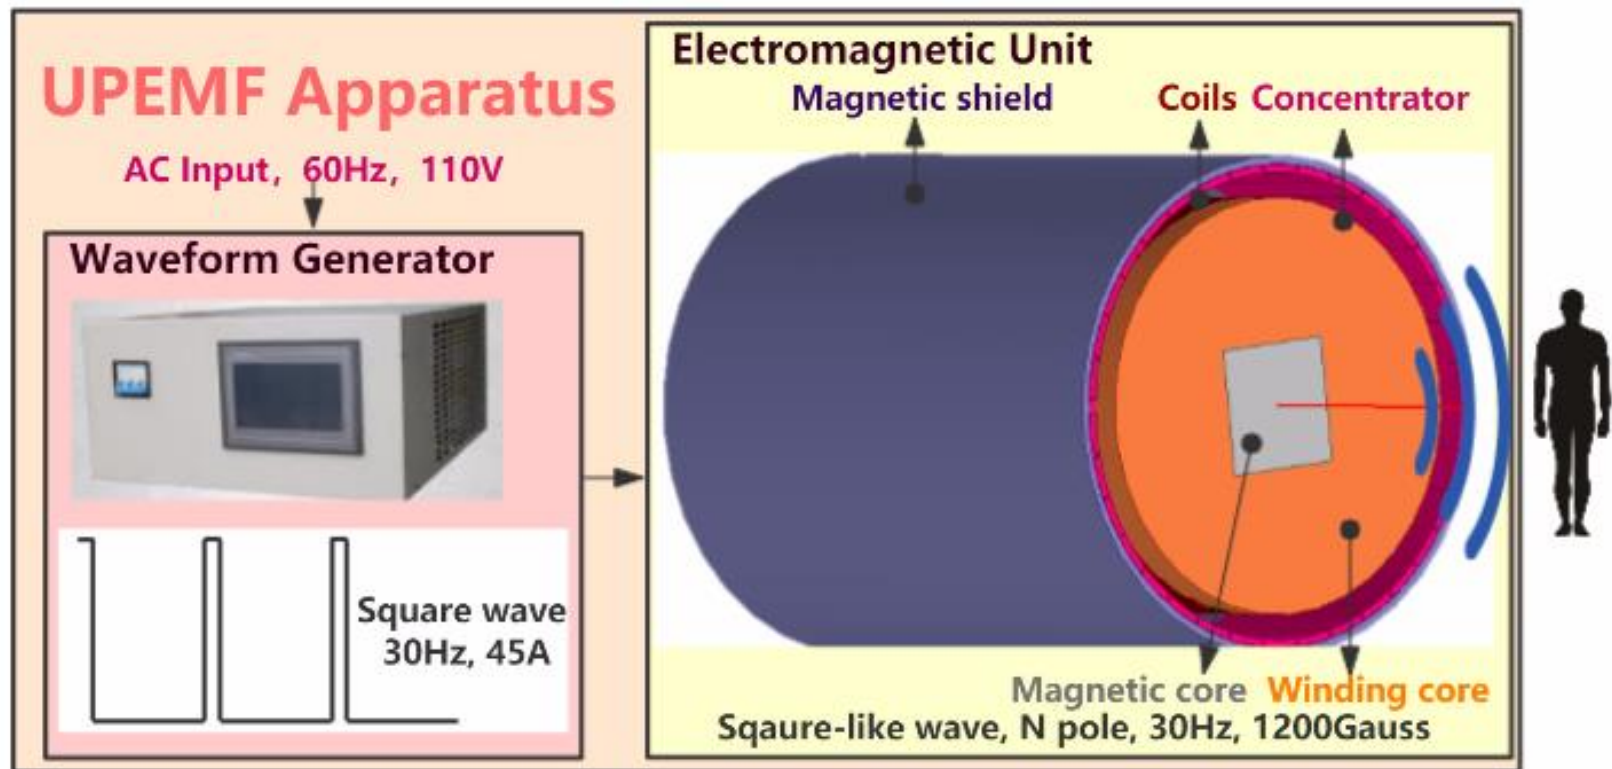 UPEMF Apparatus
AC Input, 60Hz, 110V
Waveform Generator
Square wave
30Hz, 45A
Electromagnetic Unit
Magnetic shield
Coils
Concentrator
Magnetic core
Winding core
Sqaure-like wave, N pole, 30Hz, 1200Gauss